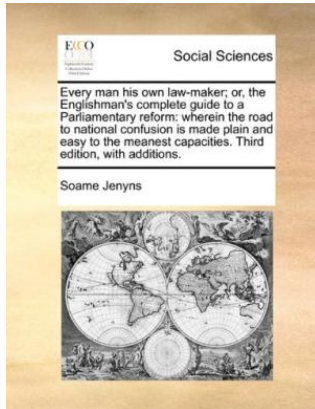 ECCO
Social Sciences
Every man his own law-maker; or, the
Englishman's complete guide to a
Parliamentary reform: wherein the road
to national confusion is made plain and
easy to the meanest capacities. Third
edition, with additions.
Soame Jenyns